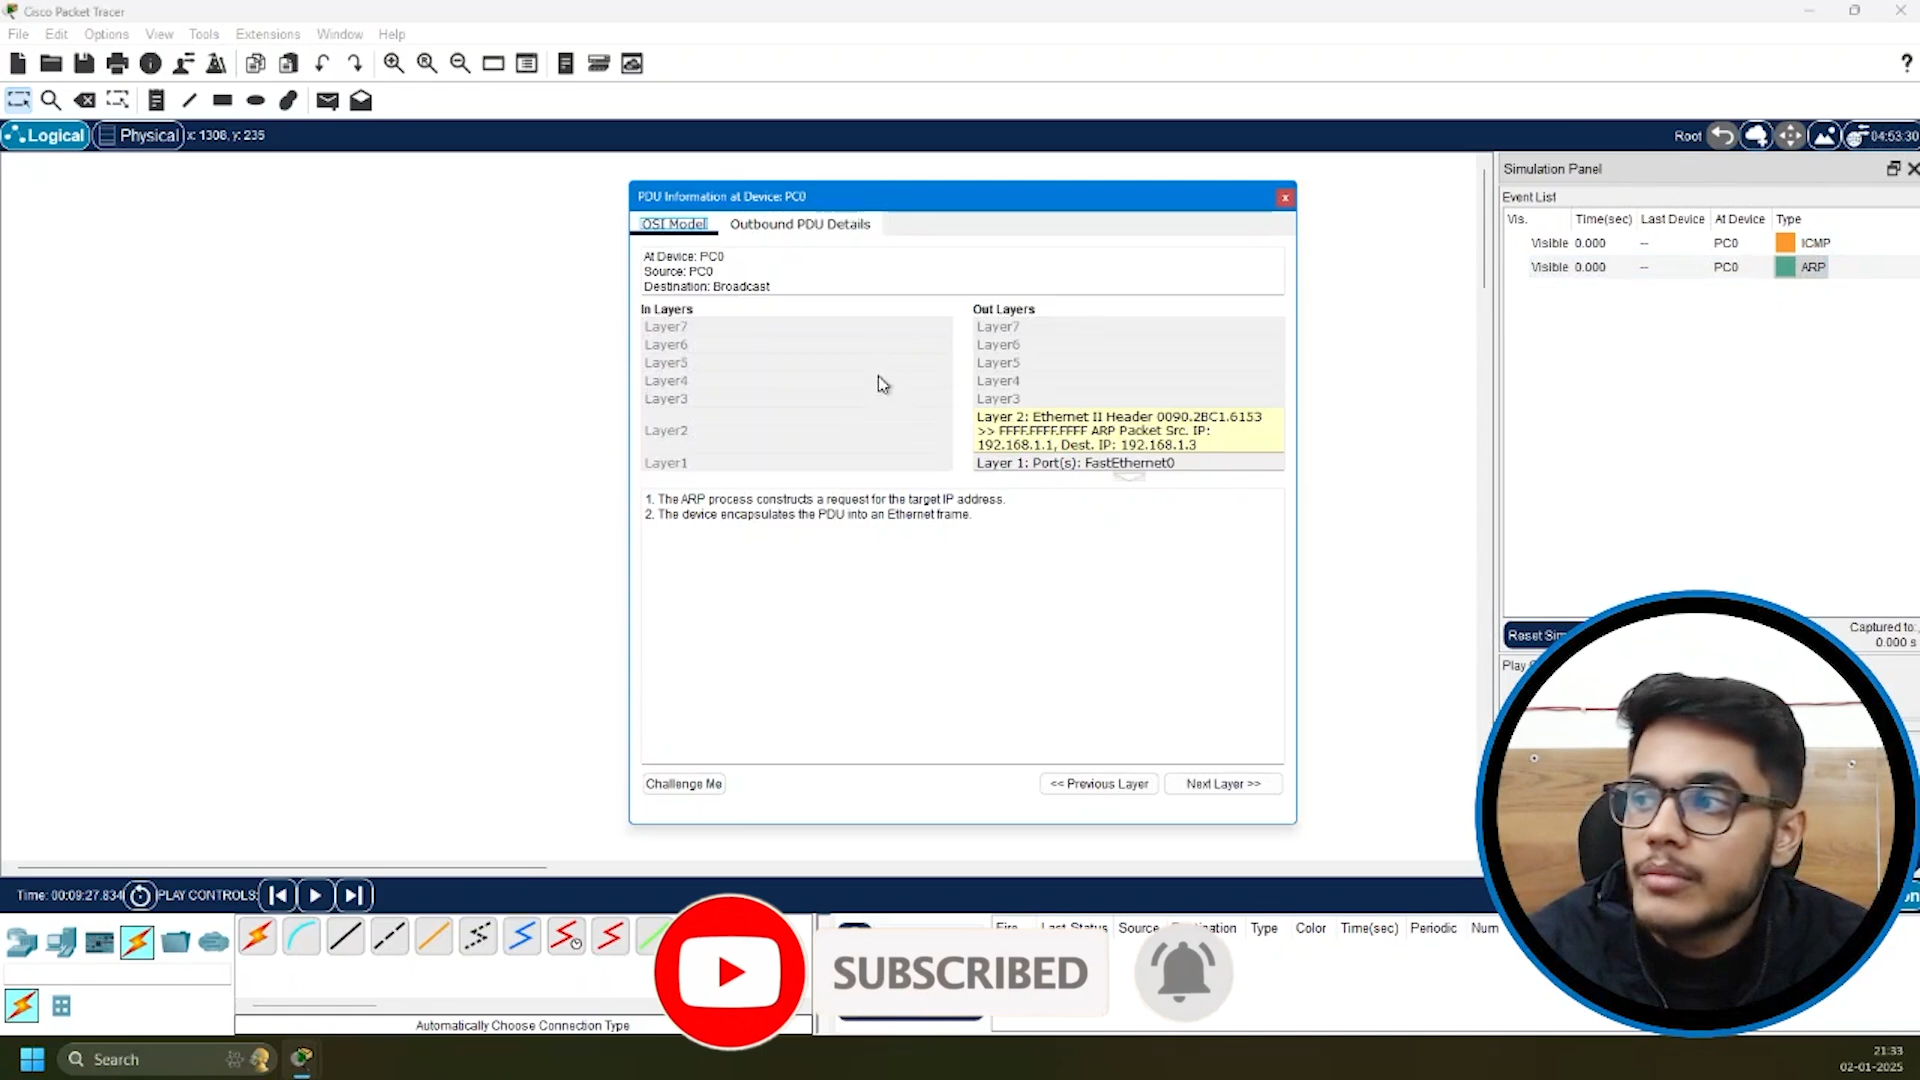 Cisco Packet Tracer
File Edit Options View Tools Extensions Window Help
?
Logical Physical x: 1308, y: 235
Root 04:53:30
PDU Information at Device: PC0
x
OSI Model Outbound PDU Details
At Device: PC0
Source: PC0
Destination: Broadcast
In Layers
Layer7
Layer6
Layer5
Layer4
Layer3
Layer2
Layer1
Out Layers
Layer7
Layer6
Layer5
Layer4
Layer3
Layer 2: Ethernet II Header 0090.2BC1.6153
>> FFFF.FFFF.FFFF ARP Packet Src. IP:
192.168.1.1, Dest. IP: 192.168.1.3
Layer 1: Port(s): FastEthernet0
1. The ARP process constructs a request for the target IP address.
2. The device encapsulates the PDU into an Ethernet frame.
Challenge Me << Previous Layer Next Layer >>
Simulation Panel
Event List
Vis. Time(sec) Last Device At Device Type
Visible 0.000 -- PC0 ICMP
Visible 0.000 -- PC0 ARP
Reset Sim
Captured to:
0.000 s
Play
Time: 00:09:27.834 PLAY CONTROLS:
Fire Last Status Source Destination Type Color Time(sec) Periodic Num
SUBSCRIBED
Automatically Choose Connection Type
Search
21:33
02-01-2025